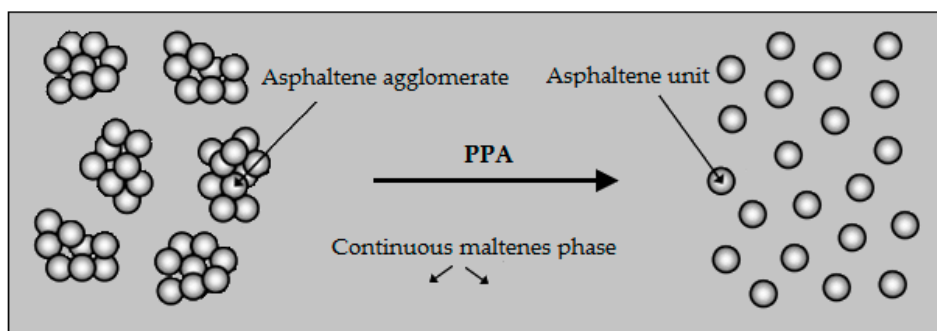 Asphaltene agglomerate
Asphaltene unit
PPA
Continuous maltenes phase